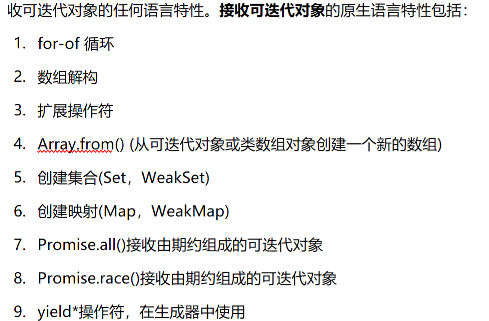 收可迭代对象的任何语言特性。接收可迭代对象的原生语言特性包括：
1. for-of 循环
2. 数组解构
3. 扩展操作符
4. Array.from() (从可迭代对象或类数组对象创建一个新的数组)
5. 创建集合(Set，WeakSet)
6. 创建映射(Map，WeakMap)
7. Promise.all()接收由期约组成的可迭代对象
8. Promise.race()接收由期约组成的可迭代对象
9. yield*操作符，在生成器中使用